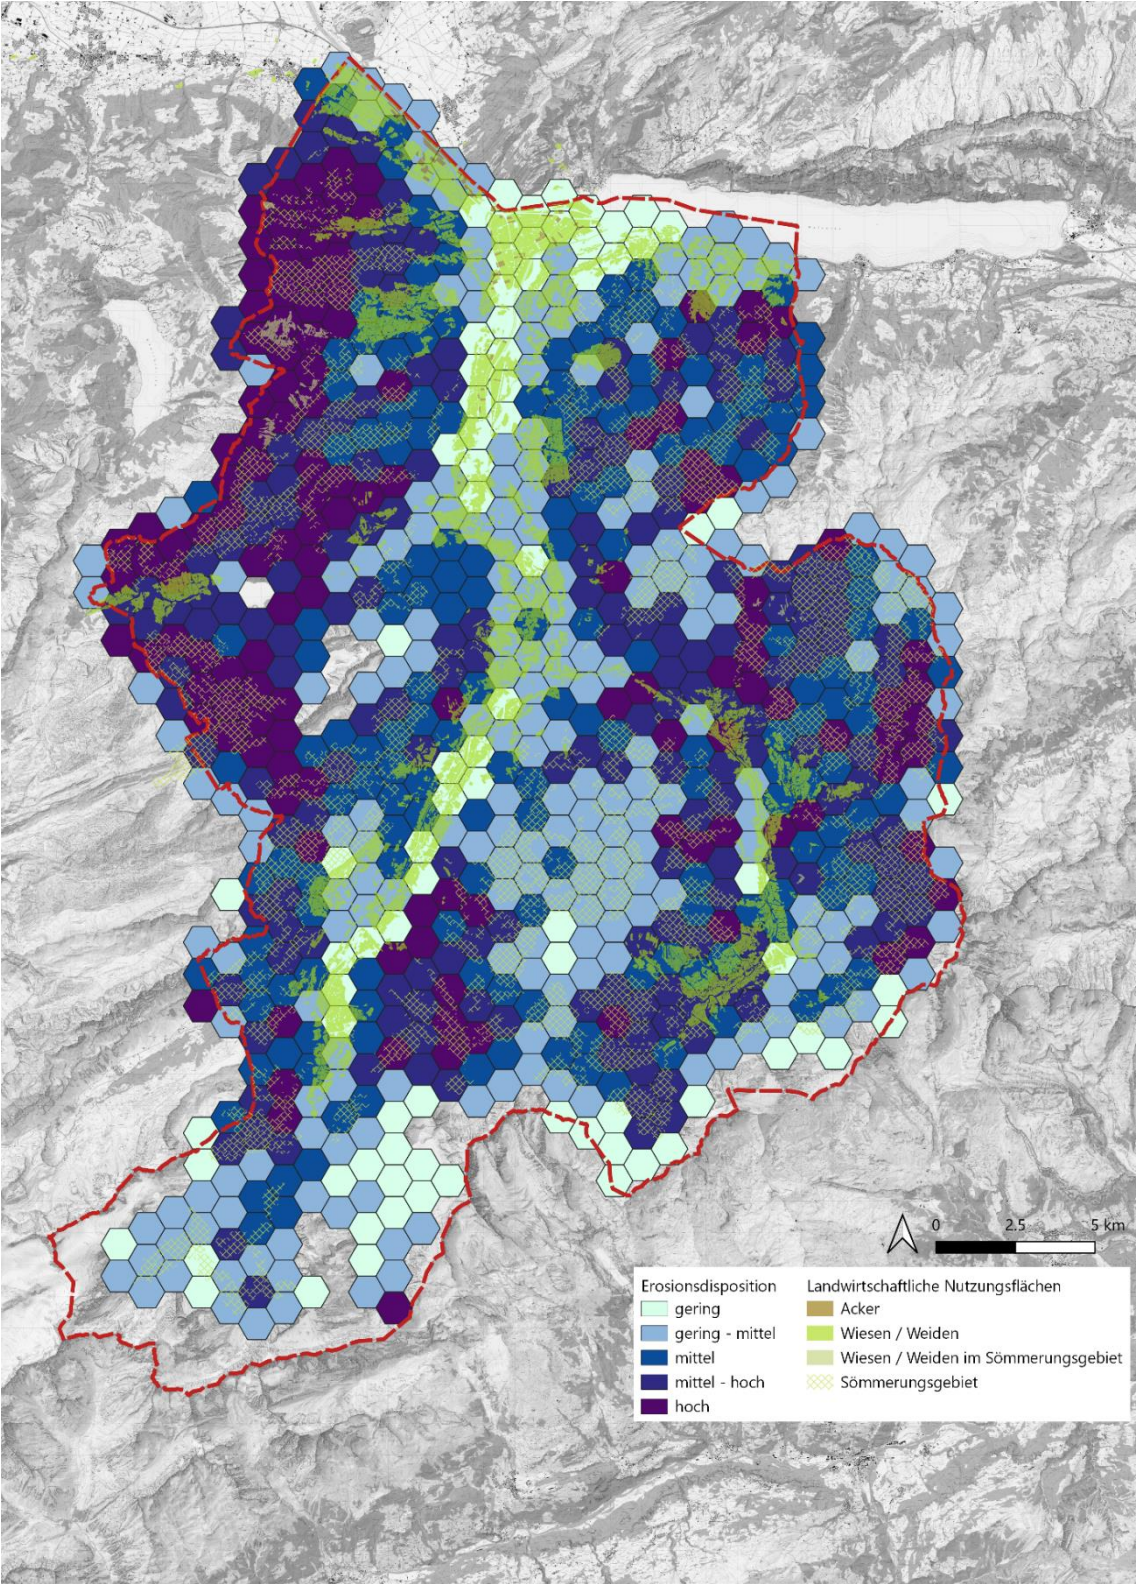 0 2.5 5 km
Erosionsdisposition
gering
gering - mittel
mittel
mittel - hoch
hoch
Landwirtschaftliche Nutzungsflächen
Acker
Wiesen / Weiden
Wiesen / Weiden im Sömmerungsgebiet
Sömmerungsgebiet